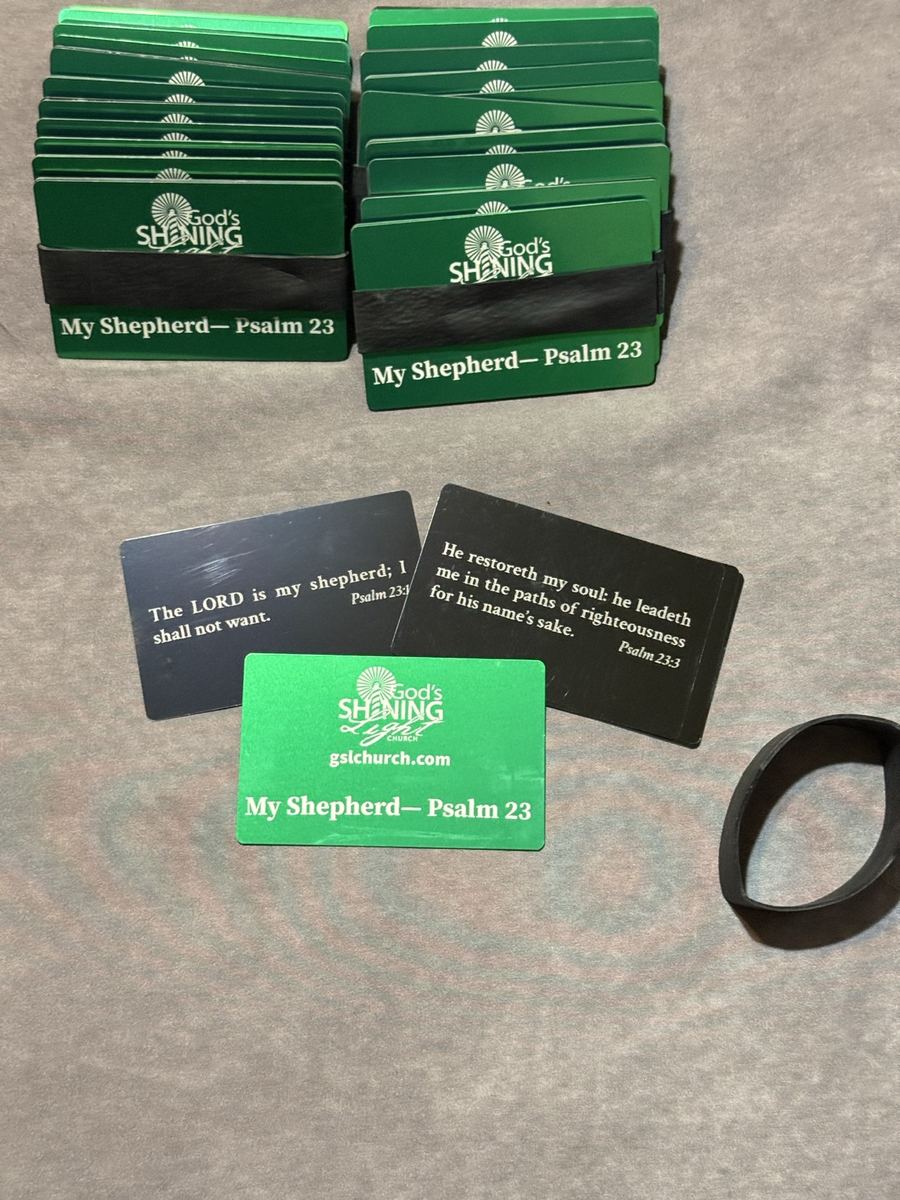 God's
SHINING
My Shepherd— Psalm 23
God's
God's
SHINING
My Shepherd— Psalm 23
The LORD is my shepherd; I
shall not want.
Psalm 23:1
He restoreth my soul: he leadeth
me in the paths of righteousness
for his name's sake.
Psalm 23:3
God's
SHINING
Light
CHURCH
gslchurch.com
My Shepherd— Psalm 23